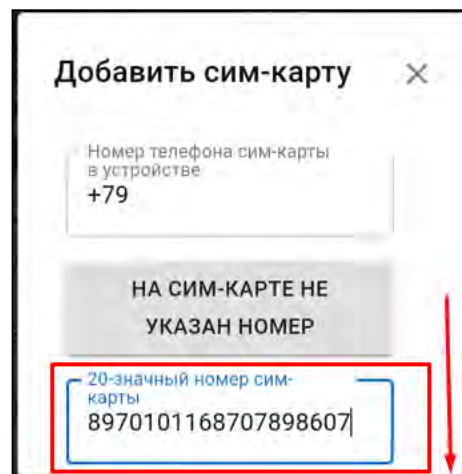 Добавить сим-карту
Номер телефона сим-карты
в устройстве
+79
НА СИМ-КАРТЕ НЕ
УКАЗАН НОМЕР
20-значный номер сим-
карты
8970101168707898607